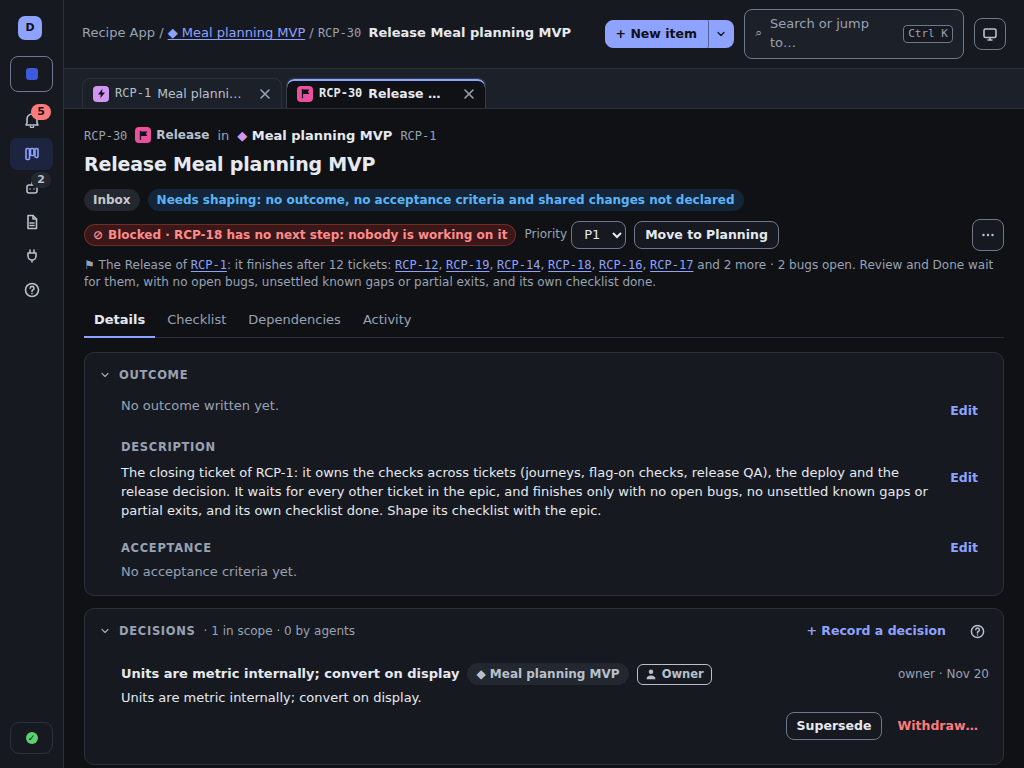 D
Recipe App / ◆ Meal planning MVP / RCP-30 Release Meal planning MVP
+ New item
Search or jump to…
Ctrl K
5
2
RCP-1 Meal planni…
RCP-30 Release …
RCP-30 Release in ◆ Meal planning MVP RCP-1
Release Meal planning MVP
Inbox
Needs shaping: no outcome, no acceptance criteria and shared changes not declared
⊘ Blocked · RCP-18 has no next step: nobody is working on it
Priority P1
Move to Planning
⚑ The Release of RCP-1: it finishes after 12 tickets: RCP-12, RCP-19, RCP-14, RCP-18, RCP-16, RCP-17 and 2 more · 2 bugs open. Review and Done wait
for them, with no open bugs, unsettled known gaps or partial exits, and its own checklist done.
Details Checklist Dependencies Activity
OUTCOME
No outcome written yet.
Edit
DESCRIPTION
The closing ticket of RCP-1: it owns the checks across tickets (journeys, flag-on checks, release QA), the deploy and the
release decision. It waits for every other ticket in the epic, and finishes only with no open bugs, no unsettled known gaps or
partial exits, and its own checklist done. Shape its checklist with the epic.
Edit
ACCEPTANCE
Edit
No acceptance criteria yet.
DECISIONS · 1 in scope · 0 by agents
+ Record a decision
Units are metric internally; convert on display ◆ Meal planning MVP Owner
owner · Nov 20
Units are metric internally; convert on display.
Supersede
Withdraw…